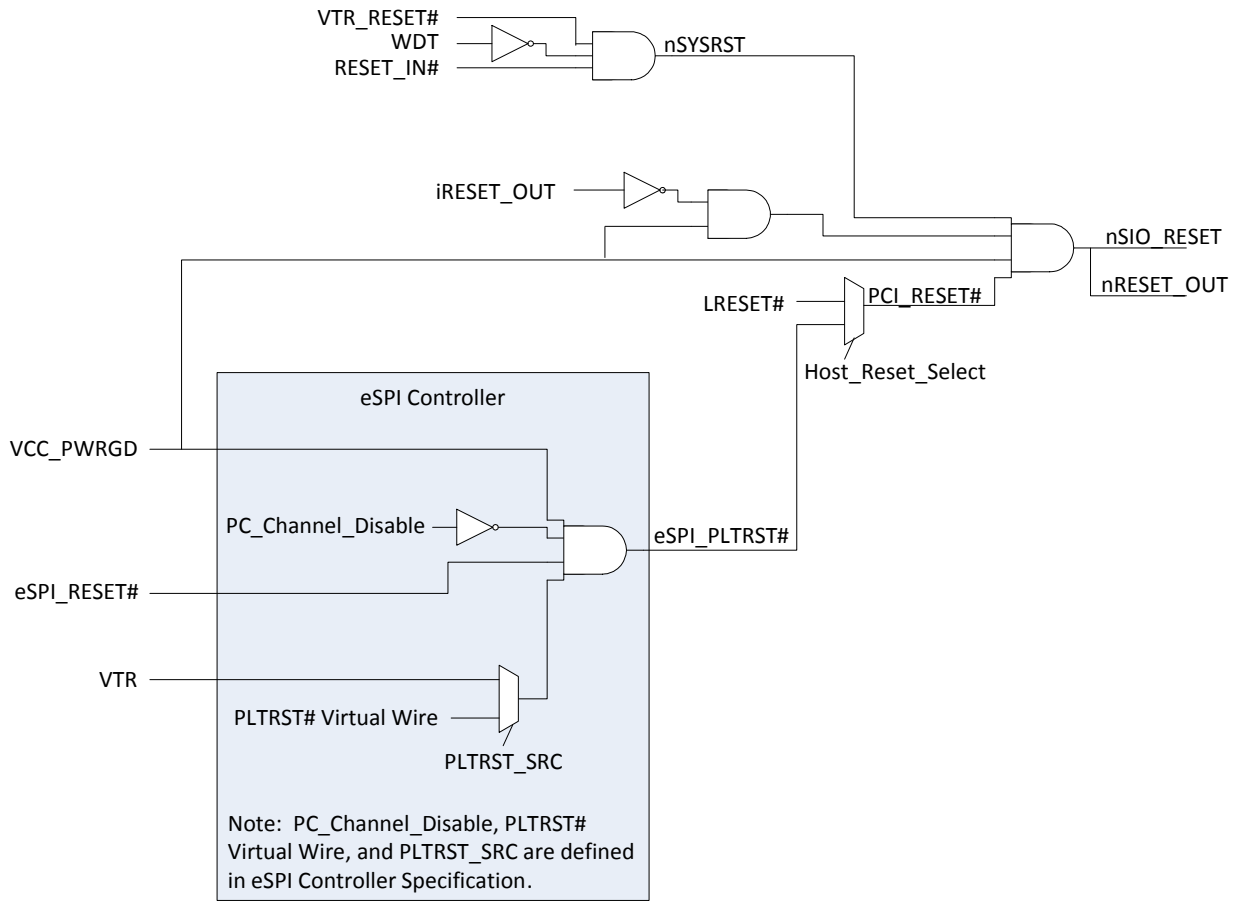 VTR_RESET#
WDT
RESET_IN#
nSYSRST
iRESET_OUT
nSIO_RESET
nRESET_OUT
LRESET#
PCI_RESET#
Host_Reset_Select
eSPI Controller
VCC_PWRGD
PC_Channel_Disable
eSPI_PLTRST#
eSPI_RESET#
VTR
PLTRST# Virtual Wire
PLTRST_SRC
Note:  PC_Channel_Disable, PLTRST#
Virtual Wire, and PLTRST_SRC are defined
in eSPI Controller Specification.